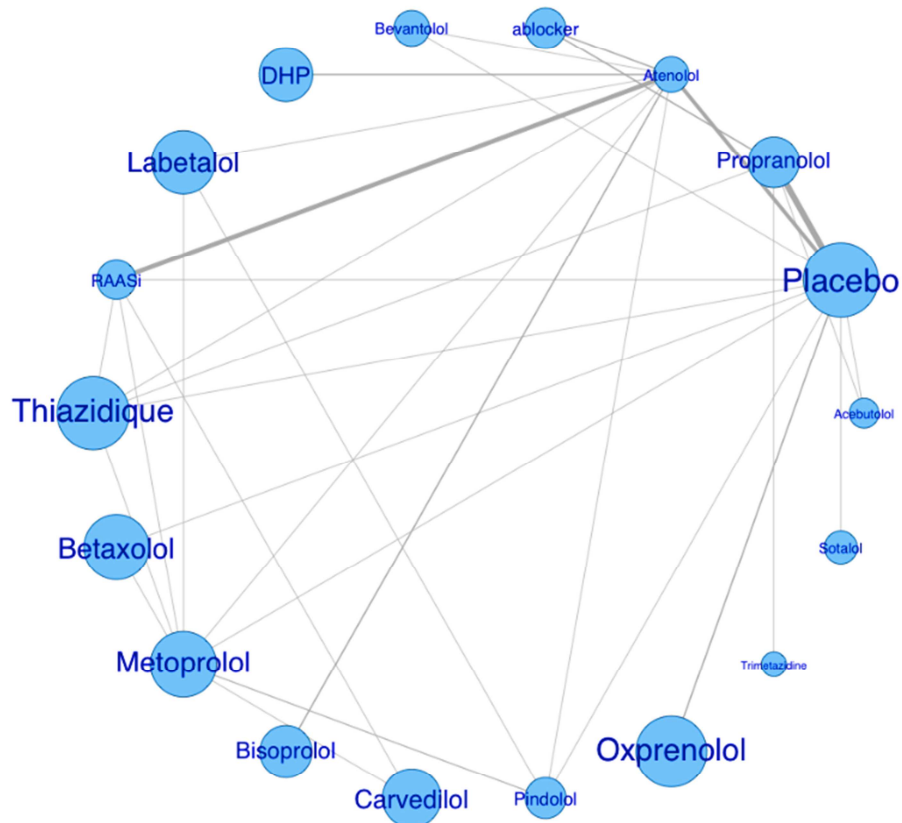 Bevantolol
ablocker
DHP
Atenolol
Labetalol
Propranolol
RAASi
Placebo
Thiazidique
Acebutolol
Betaxolol
Sotalol
Metoprolol
Trimetazidine
Bisoprolol
Oxprenolol
Carvedilol
Pindolol